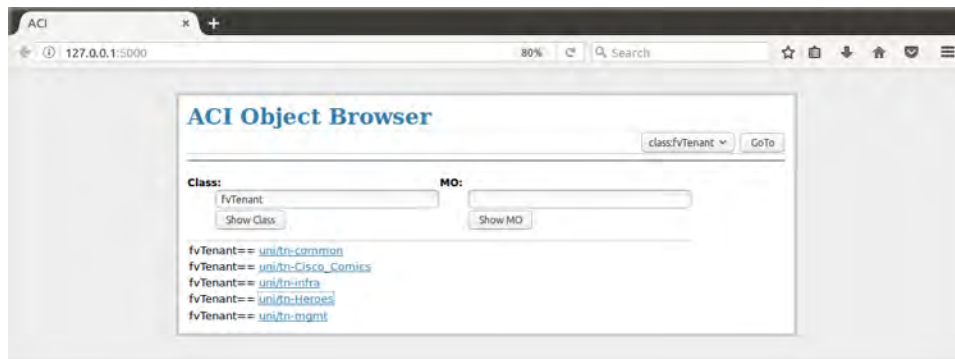 ACI
127.0.0.1:5000
80%
Search
ACI Object Browser
class:fvTenant
GoTo
Class:
MO:
fvTenant
Show Class
Show MO
fvTenant== uni/tn-common
fvTenant== uni/tn-Cisco_Comics
fvTenant== uni/tn-infra
fvTenant== uni/tn-Heroes
fvTenant== uni/tn-mgmt